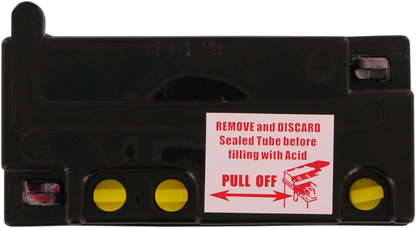 REMOVE and DISCARD
Sealed Tube before
filling with Acid
PULL OFF